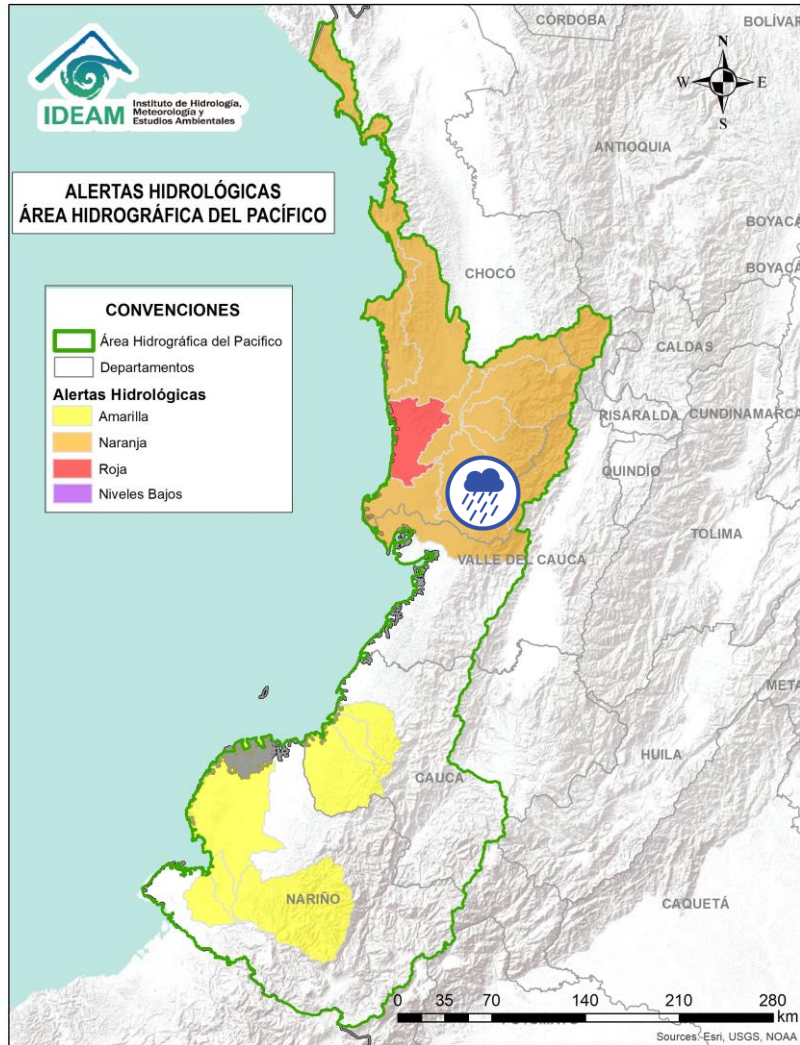 IDEAM
Instituto de Hidrología,
Meteorología y
Estudios Ambientales
ALERTAS HIDROLÓGICAS
ÁREA HIDROGRÁFICA DEL PACÍFICO
CONVENCIONES
Área Hidrográfica del Pacifico
Departamentos
Alertas Hidrológicas
Amarilla
Naranja
Roja
Niveles Bajos
N
W E
S
CÓRDOBA
BOLÍVAR
ANTIOQUIA
BOYACÁ
BOYACÁ
CHOCÓ
CALDAS
RISARALDA
CUNDINAMARCA
QUINDÍO
TOLIMA
VALLE DEL CAUCA
META
HUILA
CAUCA
NARIÑO
CAQUETÁ
0 35 70 140 210 280
km
Sources: Esri, USGS, NOAA